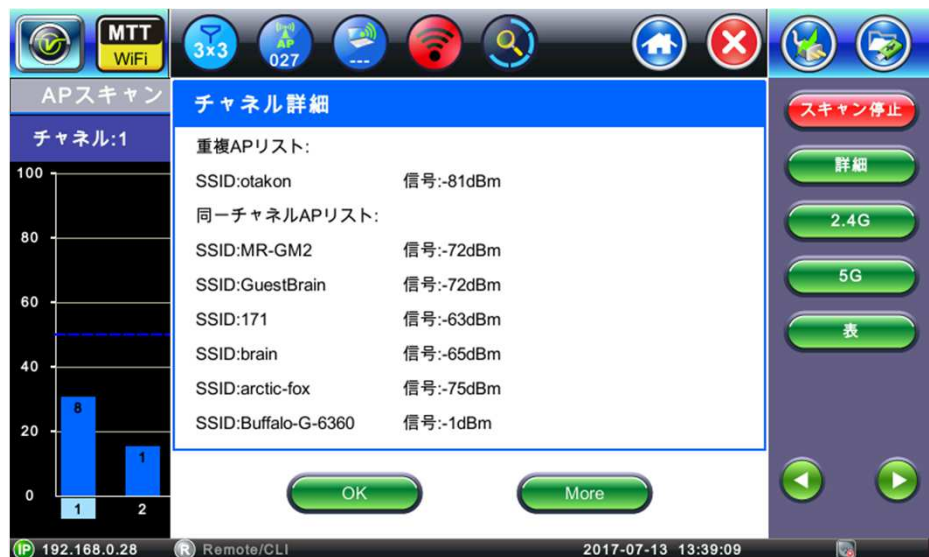 MTT
WiFi
3×3
AP
027
---
APスキャン
チャネル詳細
スキャン停止
チャネル:1
重複APリスト:
詳細
SSID:otakon 信号:-81dBm
同一チャネルAPリスト:
2.4G
SSID:MR-GM2 信号:-72dBm
SSID:GuestBrain 信号:-72dBm
5G
SSID:171 信号:-63dBm
表
SSID:brain 信号:-65dBm
SSID:arctic-fox 信号:-75dBm
SSID:Buffalo-G-6360 信号:-1dBm
100
80
60
40
20
0
8
1
1 2
OK More
IP 192.168.0.28 R Remote/CLI 2017-07-13 13:39:09